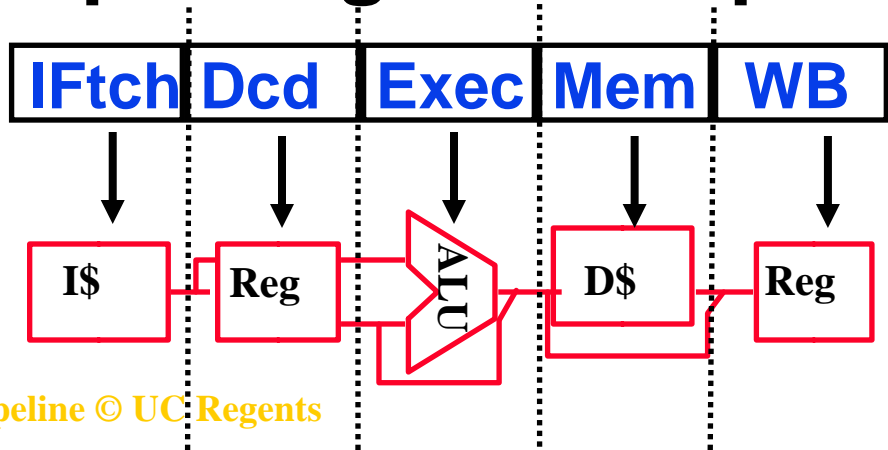 IFtch Dcd Exec Mem WB
I$ Reg ALU D$ Reg
peline © UC Regents